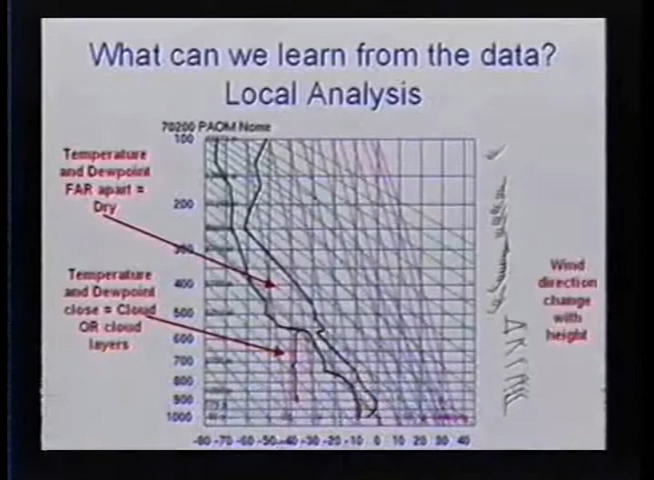 What can we learn from the data?
Local Analysis
70200 PAOM Nome
Temperature
and Dewpoint
FAR apart =
Dry
Temperature
and Dewpoint
close = Cloud
OR cloud
layers
Wind
direction
change
with
height
100
200
300
400
500
600
700
800
900
1000
-80 -70 -60 -50 -40 -30 -20 -10 0 10 20 30 40